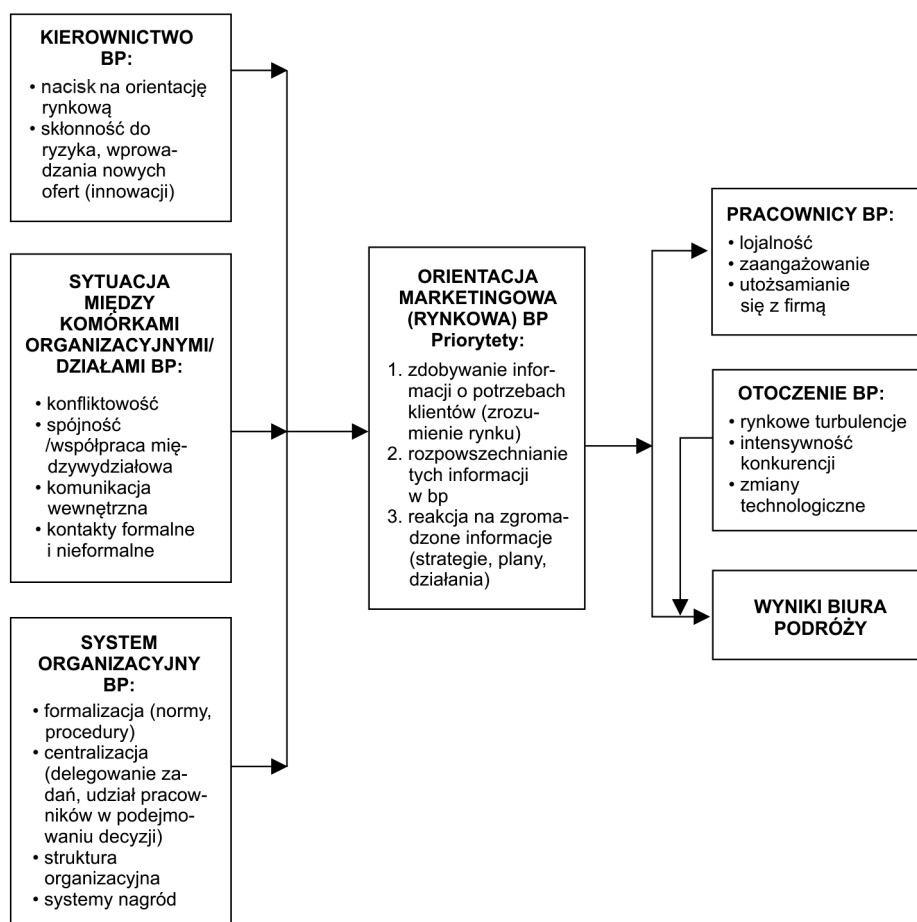 KIEROWNICTWO
BP:
• nacisk na orientację
rynkową
• skłonność do
ryzyka, wprowa-
dzania nowych
ofert (innowacji)
SYTUACJA
MIĘDZY
KOMÓRKAMI
ORGANIZACYJNYMI/
DZIAŁAMI BP:
• konfliktowość
• spójność
/współpraca mię-
dzywydziałowa
• komunikacja
wewnętrzna
• kontakty formalne
i nieformalne
SYSTEM
ORGANIZACYJNY
BP:
• formalizacja (normy,
procedury)
• centralizacja
(delegowanie za-
dań, udział pracow-
ników w podejmo-
waniu decyzji)
• struktura
organizacyjna
• systemy nagród
ORIENTACJA
MARKETINGOWA
(RYNKOWA) BP
Priorytety:
1. zdobywanie infor-
macji o potrzebach
klientów (zrozu-
mienie rynku)
2. rozpowszechnianie
tych informacji
w bp
3. reakcja na zgroma-
dzone informacje
(strategie, plany,
działania)
PRACOWNICY BP:
• lojalność
• zaangażowanie
• utożsamianie
się z firmą
OTOCZENIE BP:
• rynkowe turbulencje
• intensywność
konkurencji
• zmiany
technologiczne
WYNIKI BIURA
PODRÓŻY